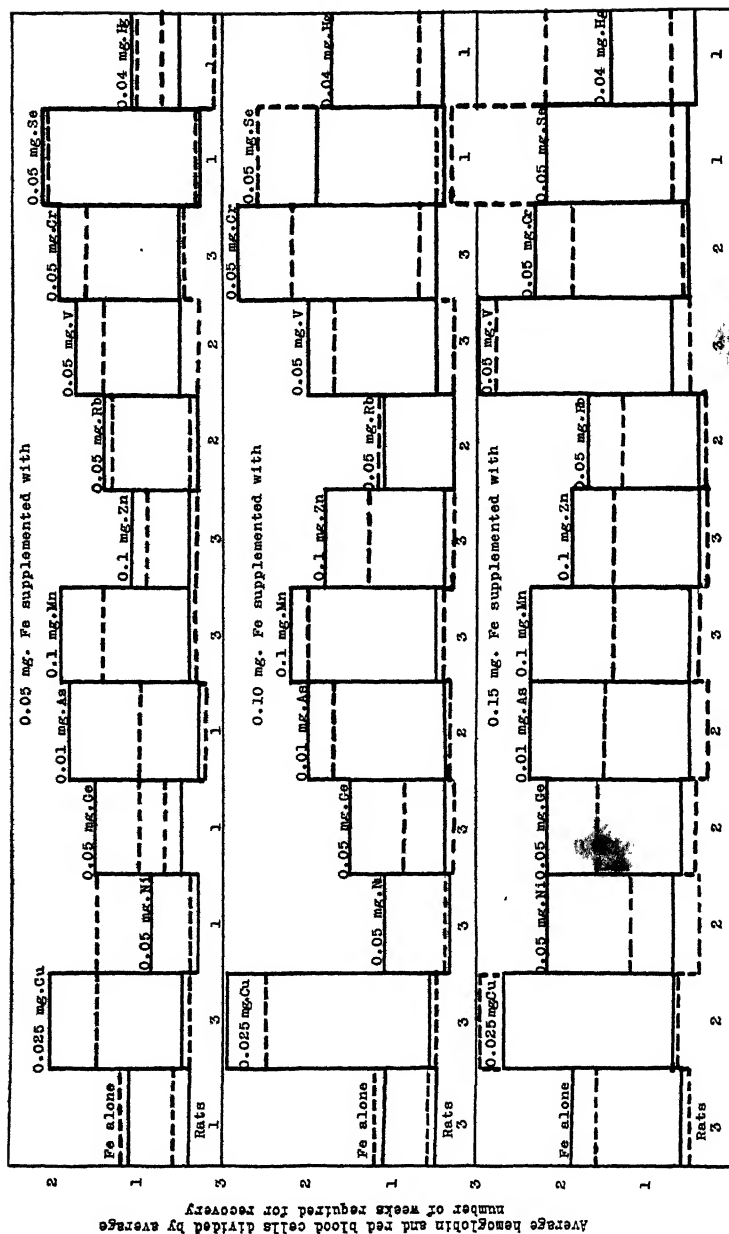 Average hemoglobin and red blood cells divided by average
number of weeks required for recovery
0.05 mg. Fe supplemented with
2
1
Fe alone
0.025 mg.Cu
0.05 mg.Ni
0.05 mg.Ge
0.01 mg.As
0.1 mg.Mn
0.1 mg.Zn
0.05 mg.Rb
0.05 mg.V
0.05 mg.Cr
0.05 mg.Se
0.04 mg.Hg
Rats
1 3 1 1 1 3 3 2 2 3 1 1
0.10 mg. Fe supplemented with
2
1
Fe alone
0.025 mg.Cu
0.05 mg.Ni
0.05 mg.Ge
0.01 mg.As
0.1 mg.Mn
0.1 mg.Zn
0.05 mg.Rb
0.05 mg.V
0.05 mg.Cr
0.05 mg.Se
0.04 mg.Hg
Rats
3 3 3 3 2 3 3 2 3 3 1 1
0.15 mg. Fe supplemented with
2
1
Fe alone
0.025 mgCu
0.05 mg.Ni
0.05 mg.Ge
0.01 mg.As
0.1 mg.Mn
0.1 mg.Zn
0.05 mg.Rb
0.05 mg.V
0.05 mg.Cr
0.05 mg.Se
0.04 mg.Hg
Rats
3 2 2 2 2 3 3 2 3 2 1 1